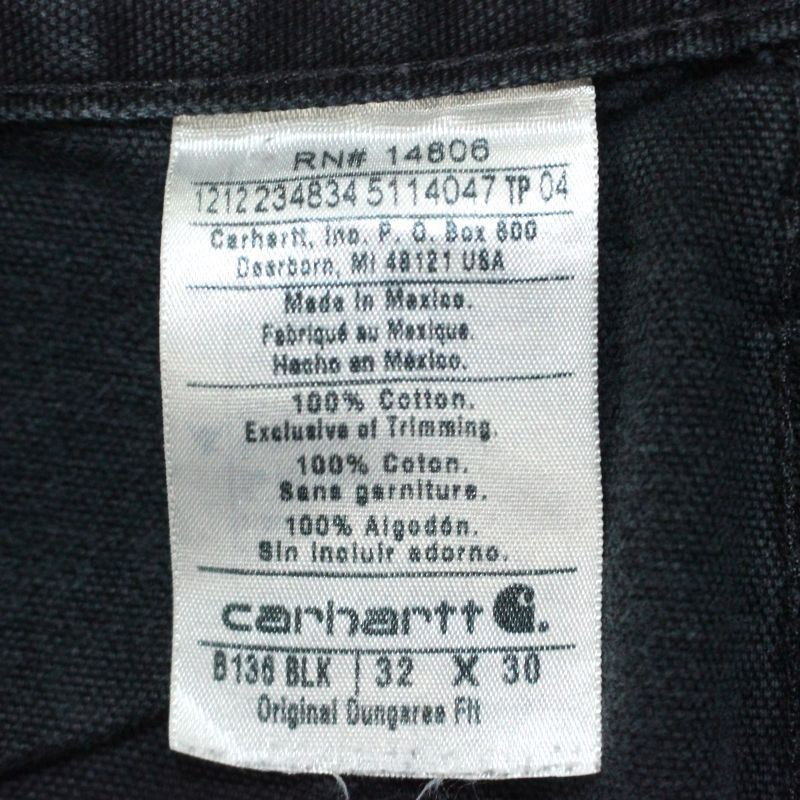 RN# 14806
1212 234834 5114047 TP 04
Carhartt, Inc. P. O. Box 600
Dearborn, MI 48121 USA
Made in Mexico.
Fabriqué au Mexique
Hecho en México.
100% Cotton.
Exclusive of Trimming.
100% Coton.
Sans garniture.
100% Algodón.
Sin incluir adorno.
carhartt
B136 BLK | 32 X 30
Original Dungaree Fit